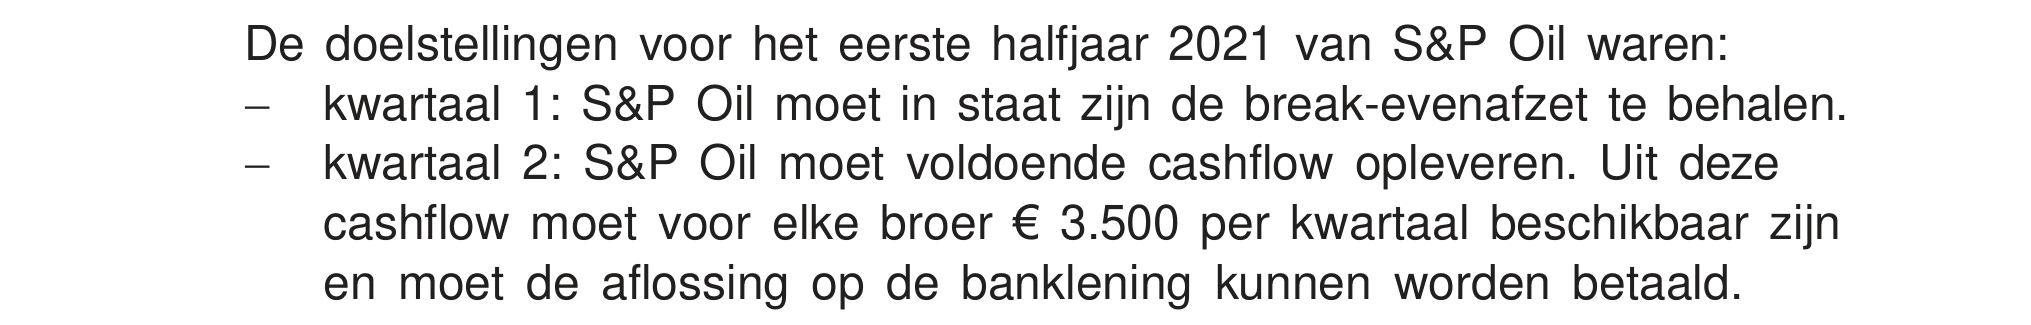 De doelstellingen voor het eerste halfjaar 2021 van S&P Oil waren:
– kwartaal 1: S&P Oil moet in staat zijn de break-evenafzet te behalen.
– kwartaal 2: S&P Oil moet voldoende cashflow opleveren. Uit deze
cashflow moet voor elke broer € 3.500 per kwartaal beschikbaar zijn
en moet de aflossing op de banklening kunnen worden betaald.